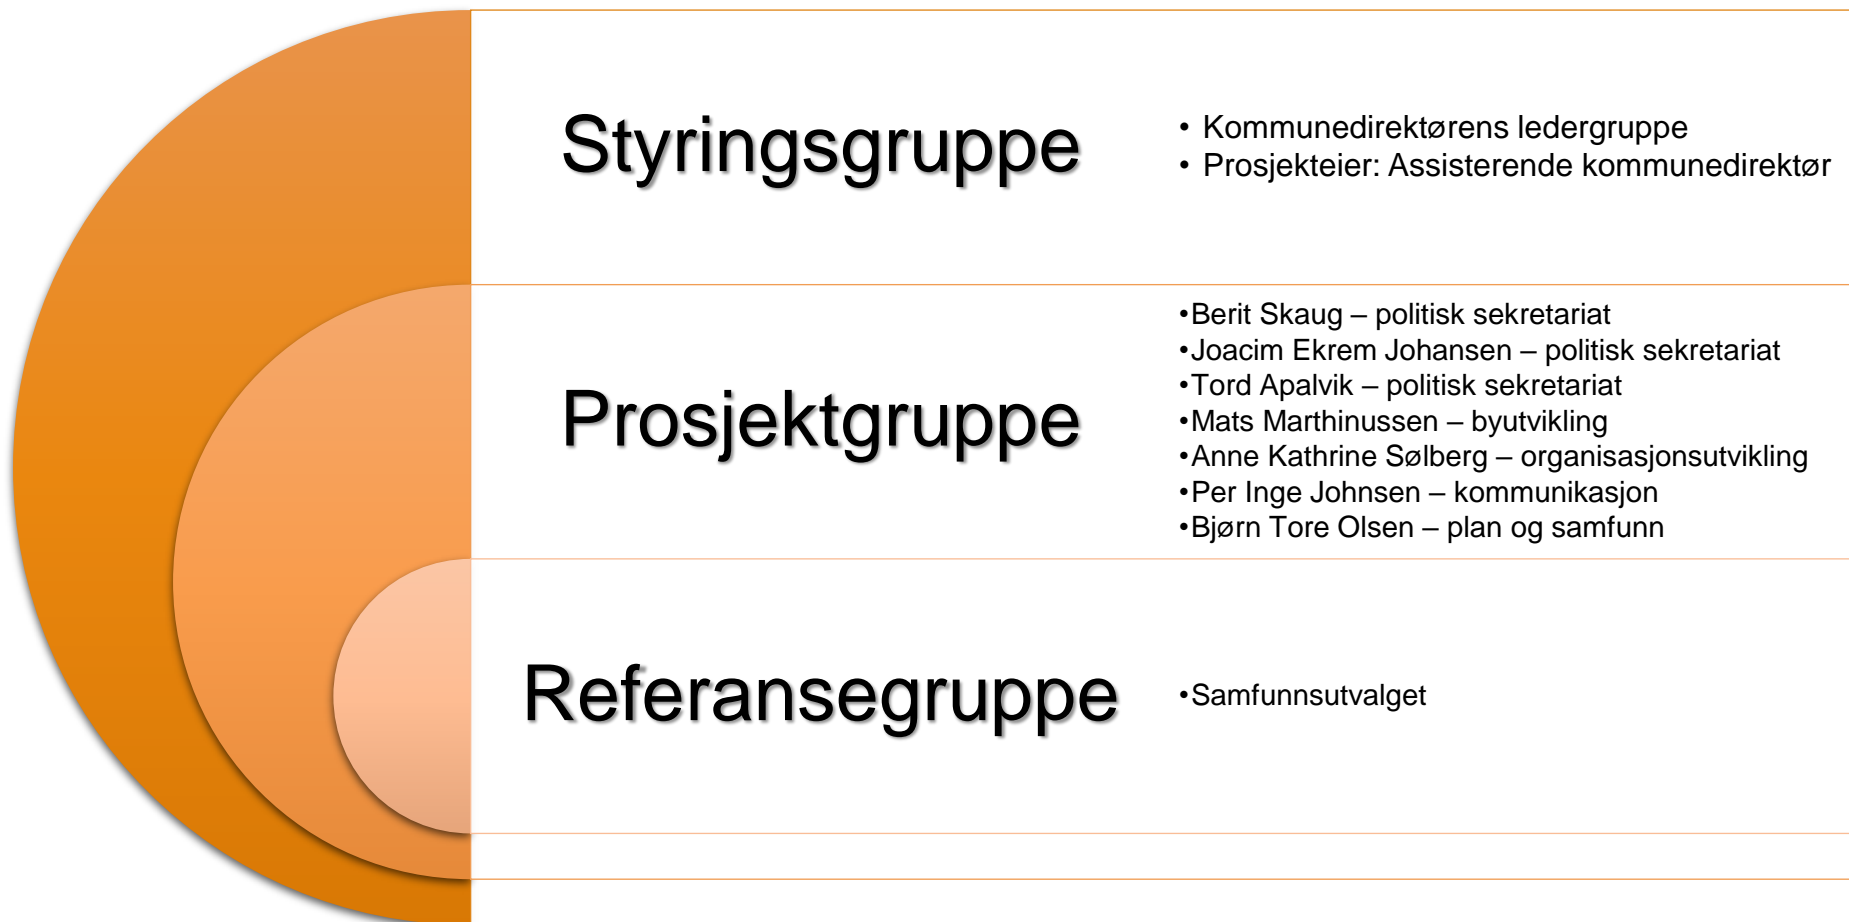 Styringsgruppe
• Kommunedirektørens ledergruppe
• Prosjekteier: Assisterende kommunedirektør
Prosjektgruppe
•Berit Skaug – politisk sekretariat
•Joacim Ekrem Johansen – politisk sekretariat
•Tord Apalvik – politisk sekretariat
•Mats Marthinussen – byutvikling
•Anne Kathrine Sølberg – organisasjonsutvikling
•Per Inge Johnsen – kommunikasjon
•Bjørn Tore Olsen – plan og samfunn
Referansegruppe
•Samfunnsutvalget